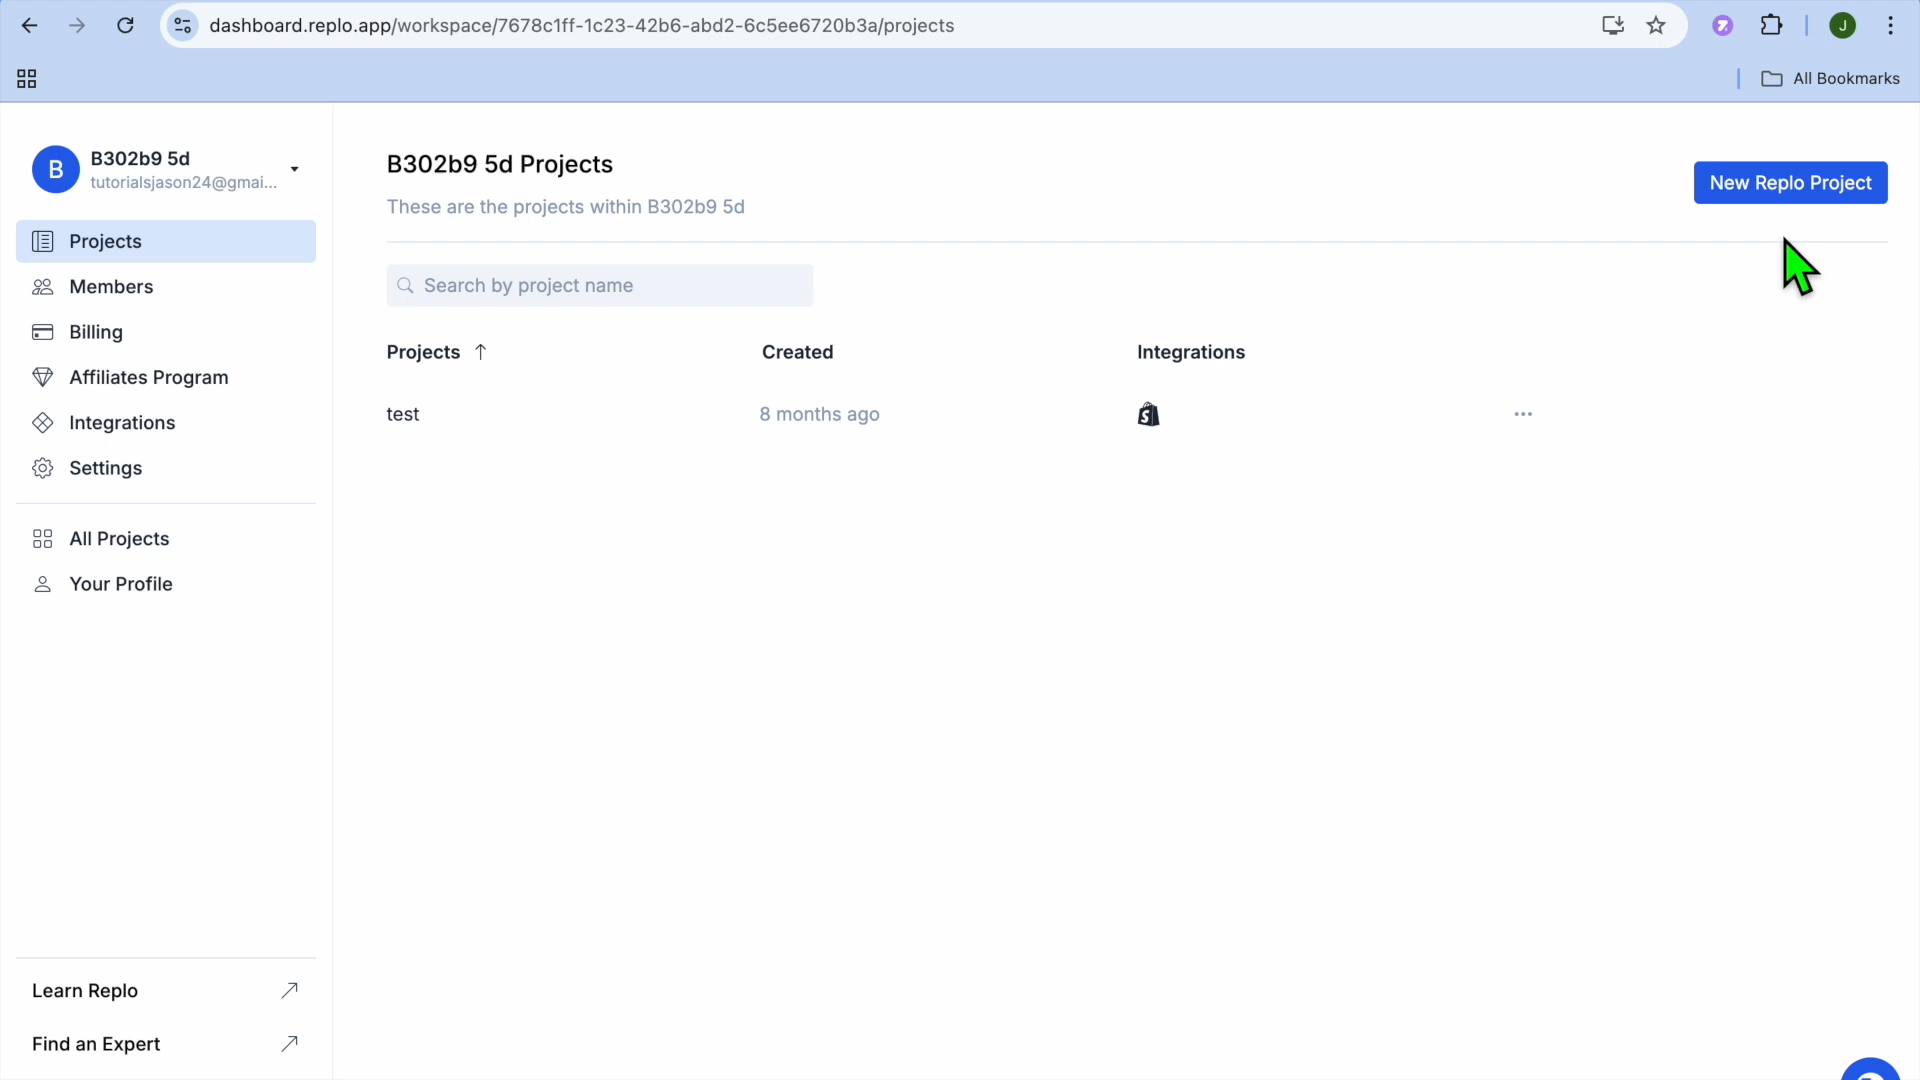 dashboard.replo.app/workspace/7678c1ff-1c23-42b6-abd2-6c5ee6720b3a/projects
J
All Bookmarks
B
B302b9 5d
tutorialsjason24@gmai...
Projects
Members
Billing
Affiliates Program
Integrations
Settings
All Projects
Your Profile
Learn Replo
Find an Expert
B302b9 5d Projects
These are the projects within B302b9 5d
New Replo Project
Search by project name
Projects
Created
Integrations
test
8 months ago